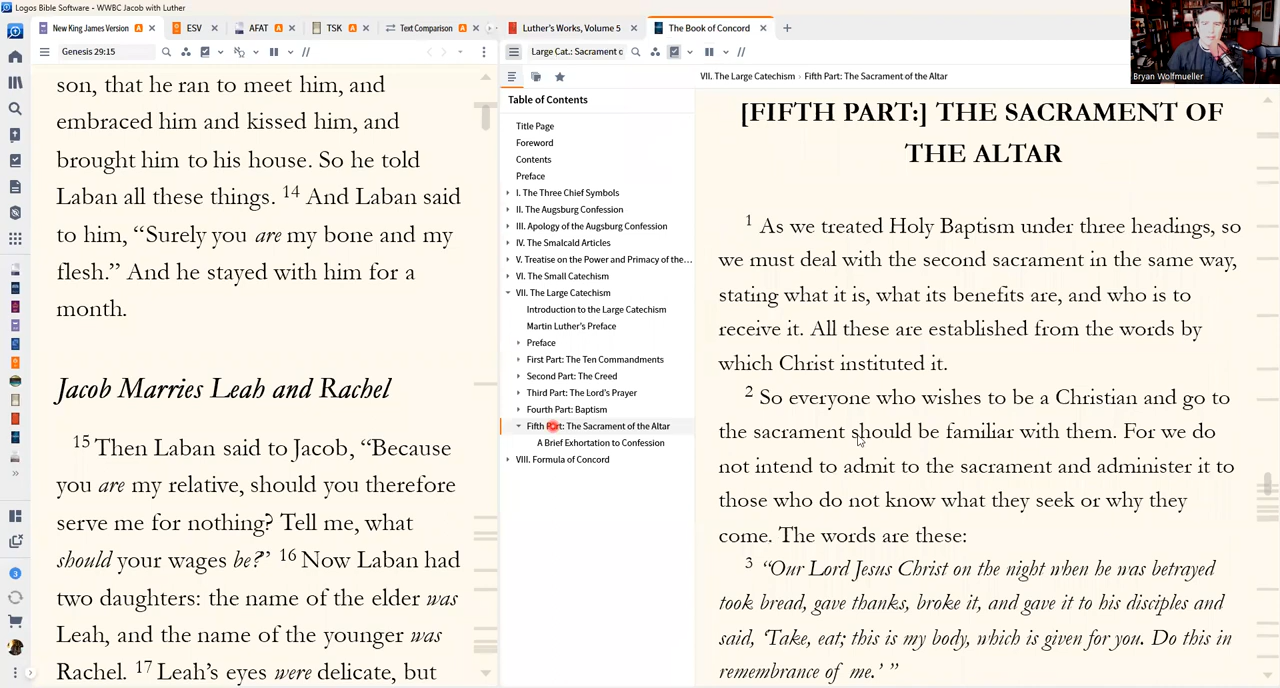 Logos Bible Software - WWBC Jacob with Luther
New King James Version A
ESV A
AFAT A
TSK A
Text Comparison A
Luther's Works, Volume 5
The Book of Concord
Genesis 29:15
Large Cat.: Sacrament o
Bryan Wolfmueller
VII. The Large Catechism › Fifth Part: The Sacrament of the Altar
son, that he ran to meet him, and
embraced him and kissed him, and
brought him to his house. So he told
Laban all these things. 14 And Laban said
to him, “Surely you are my bone and my
flesh.” And he stayed with him for a
month.
Jacob Marries Leah and Rachel
15 Then Laban said to Jacob, “Because
you are my relative, should you therefore
serve me for nothing? Tell me, what
should your wages be?” 16 Now Laban had
two daughters: the name of the elder was
Leah, and the name of the younger was
Rachel. 17 Leah’s eyes were delicate, but
3
Table of Contents
Title Page
Foreword
Contents
Preface
I. The Three Chief Symbols
II. The Augsburg Confession
III. Apology of the Augsburg Confession
IV. The Smalcald Articles
V. Treatise on the Power and Primacy of the...
VI. The Small Catechism
VII. The Large Catechism
Introduction to the Large Catechism
Martin Luther's Preface
Preface
First Part: The Ten Commandments
Second Part: The Creed
Third Part: The Lord's Prayer
Fourth Part: Baptism
Fifth Part: The Sacrament of the Altar
A Brief Exhortation to Confession
VIII. Formula of Concord
[FIFTH PART:] THE SACRAMENT OF
THE ALTAR
1 As we treated Holy Baptism under three headings, so
we must deal with the second sacrament in the same way,
stating what it is, what its benefits are, and who is to
receive it. All these are established from the words by
which Christ instituted it.
2 So everyone who wishes to be a Christian and go to
the sacrament should be familiar with them. For we do
not intend to admit to the sacrament and administer it to
those who do not know what they seek or why they
come. The words are these:
3 “Our Lord Jesus Christ on the night when he was betrayed
took bread, gave thanks, broke it, and gave it to his disciples and
said, ‘Take, eat; this is my body, which is given for you. Do this in
remembrance of me.’ ”